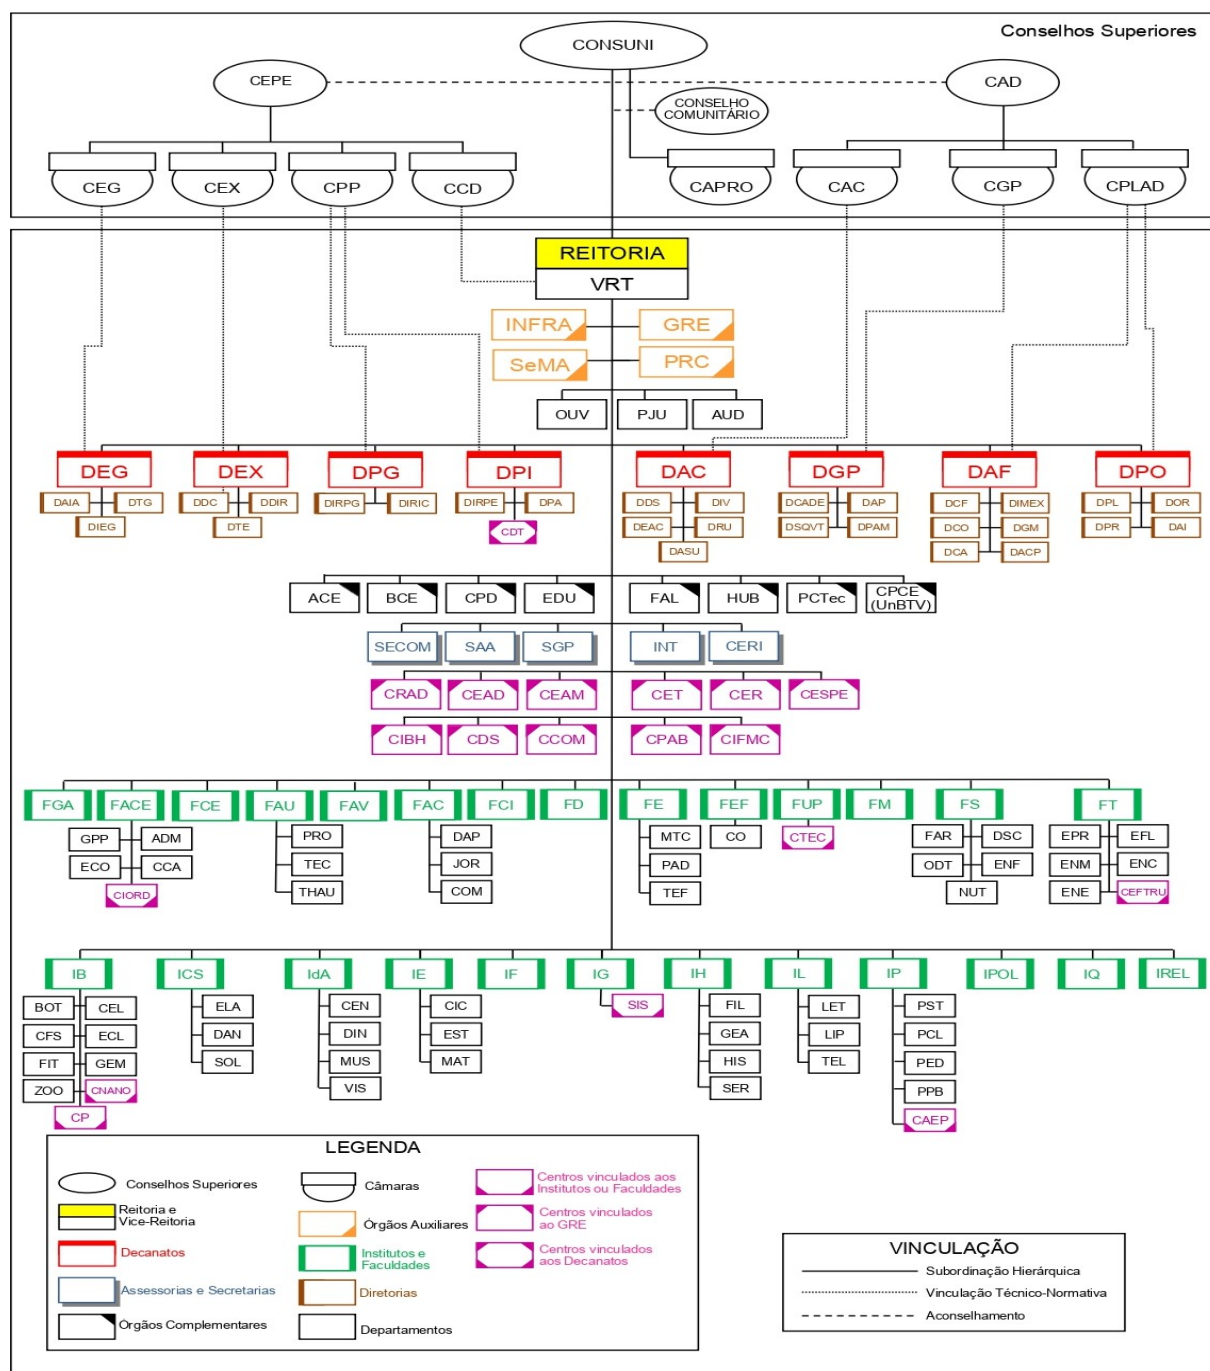 Conselhos Superiores
CONSUNI
CEPE
CAD
CONSELHO
COMUNITÁRIO
CEG
CEX
CPP
CCD
CAPRO
CAC
CGP
CPLAD
REITORIA
VRT
INFRA
GRE
SeMA
PRC
OUV
PJU
AUD
DEG
DEX
DPG
DPI
DAC
DGP
DAF
DPO
DAIA
DTG
DDC
DDIR
DIRPG
DIRIC
DIRPE
DPA
DDS
DIV
DCADE
DAP
DCF
DIMEX
DPL
DOR
DIEG
DTE
CDT
DEAC
DRU
DSQVT
DPAM
DCO
DGM
DPR
DAI
DASU
DCA
DACP
ACE
BCE
CPD
EDU
FAL
HUB
PCTec
CPCE
(UnBTV)
SECOM
SAA
SGP
INT
CERI
CRAD
CEAD
CEAM
CET
CER
CESPE
CIBH
CDS
CCOM
CPAB
CIFMC
FGA
FACE
FCE
FAU
FAV
FAC
FCI
FD
FE
FEF
FUP
FM
FS
FT
GPP
ADM
PRO
DAP
MTC
CO
CTEC
FAR
DSC
EPR
EFL
ECO
CCA
TEC
JOR
PAD
ODT
ENF
ENM
ENC
CIORD
THAU
COM
TEF
NUT
ENE
CEFTRU
IB
ICS
IdA
IE
IF
IG
IH
IL
IP
IPOL
IQ
IREL
BOT
CEL
ELA
CEN
CIC
SIS
FIL
LET
PST
CFS
ECL
DAN
DIN
EST
GEA
LIP
PCL
FIT
GEM
SOL
MUS
MAT
HIS
TEL
PED
ZOO
CNANO
VIS
SER
PPB
CP
CAEP
LEGENDA
Conselhos Superiores
Câmaras
Centros vinculados aos
Institutos ou Faculdades
Reitoria e
Vice-Reitoria
Órgãos Auxiliares
Centros vinculados
ao GRE
Decanatos
Institutos e
Faculdades
Centros vinculados
aos Decanatos
Assessorias e Secretarias
Diretorias
Órgãos Complementares
Departamentos
VINCULAÇÃO
Subordinação Hierárquica
Vinculação Técnico-Normativa
Aconselhamento